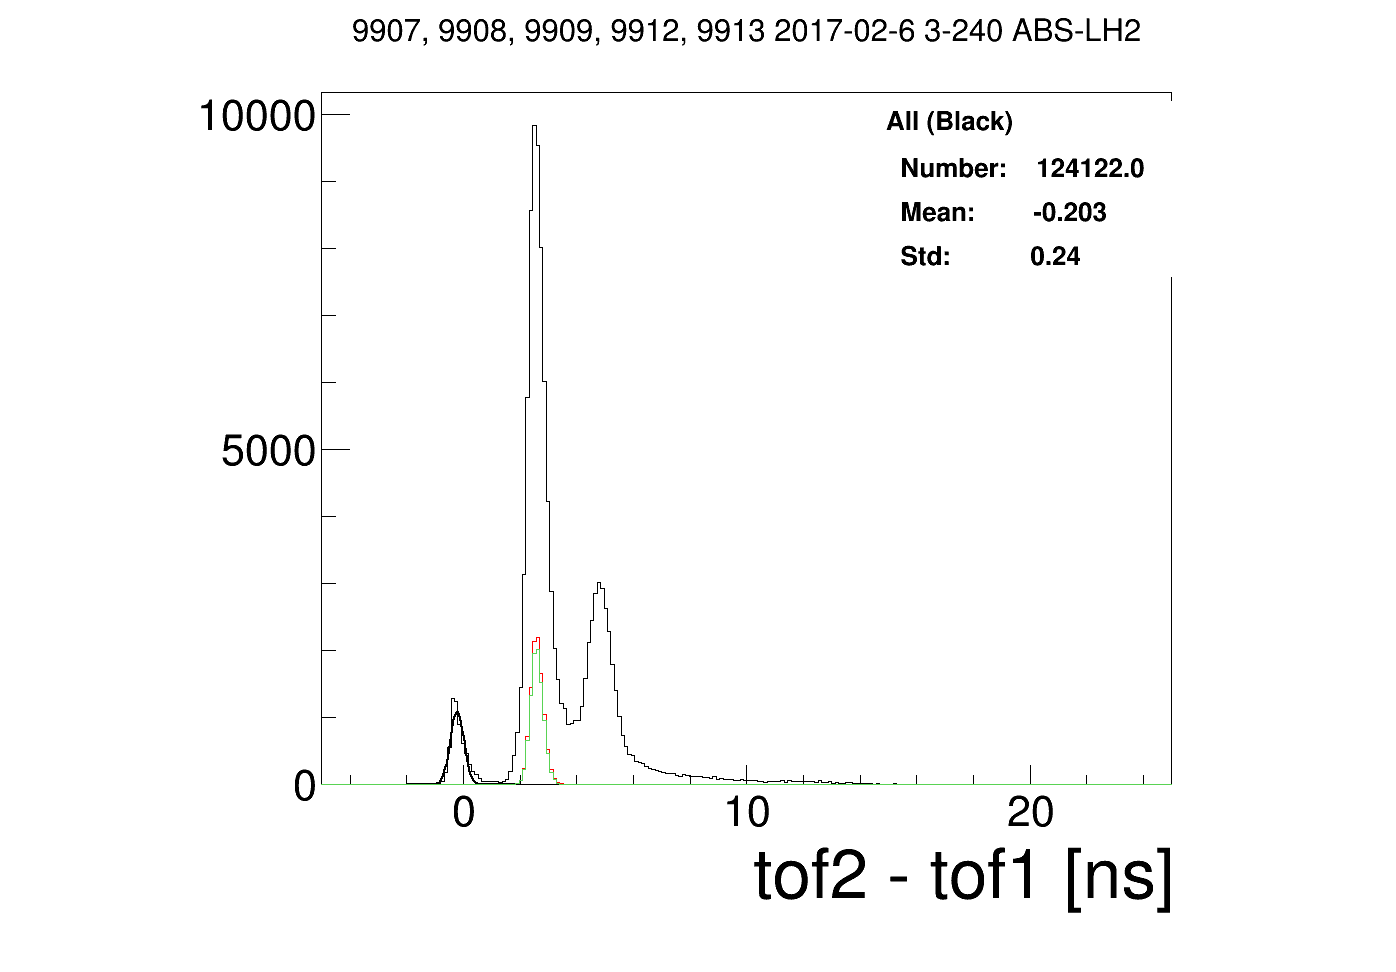 9907, 9908, 9909, 9912, 9913 2017-02-6 3-240 ABS-LH2
All (Black)
Number: 124122.0
Mean: -0.203
Std: 0.24
10000
5000
0
0 10 20
tof2 - tof1 [ns]